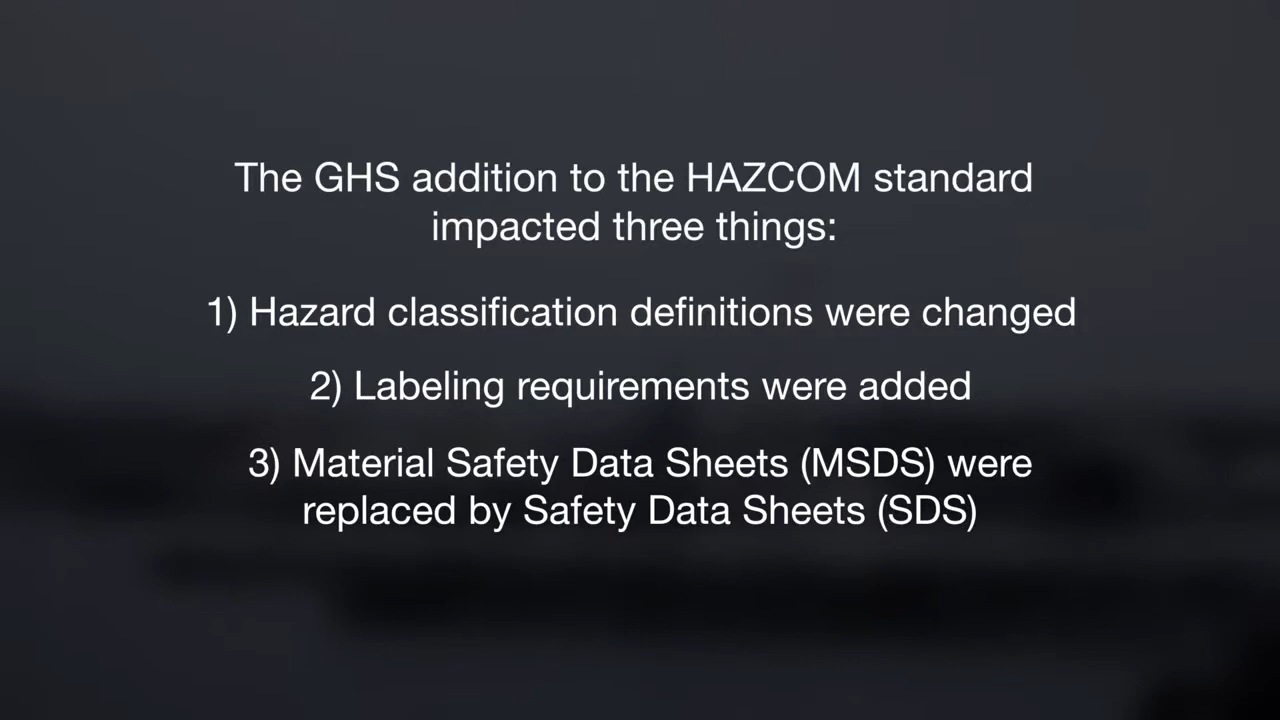 The GHS addition to the HAZCOM standard
impacted three things:
1) Hazard classification definitions were changed
2) Labeling requirements were added
3) Material Safety Data Sheets (MSDS) were
replaced by Safety Data Sheets (SDS)